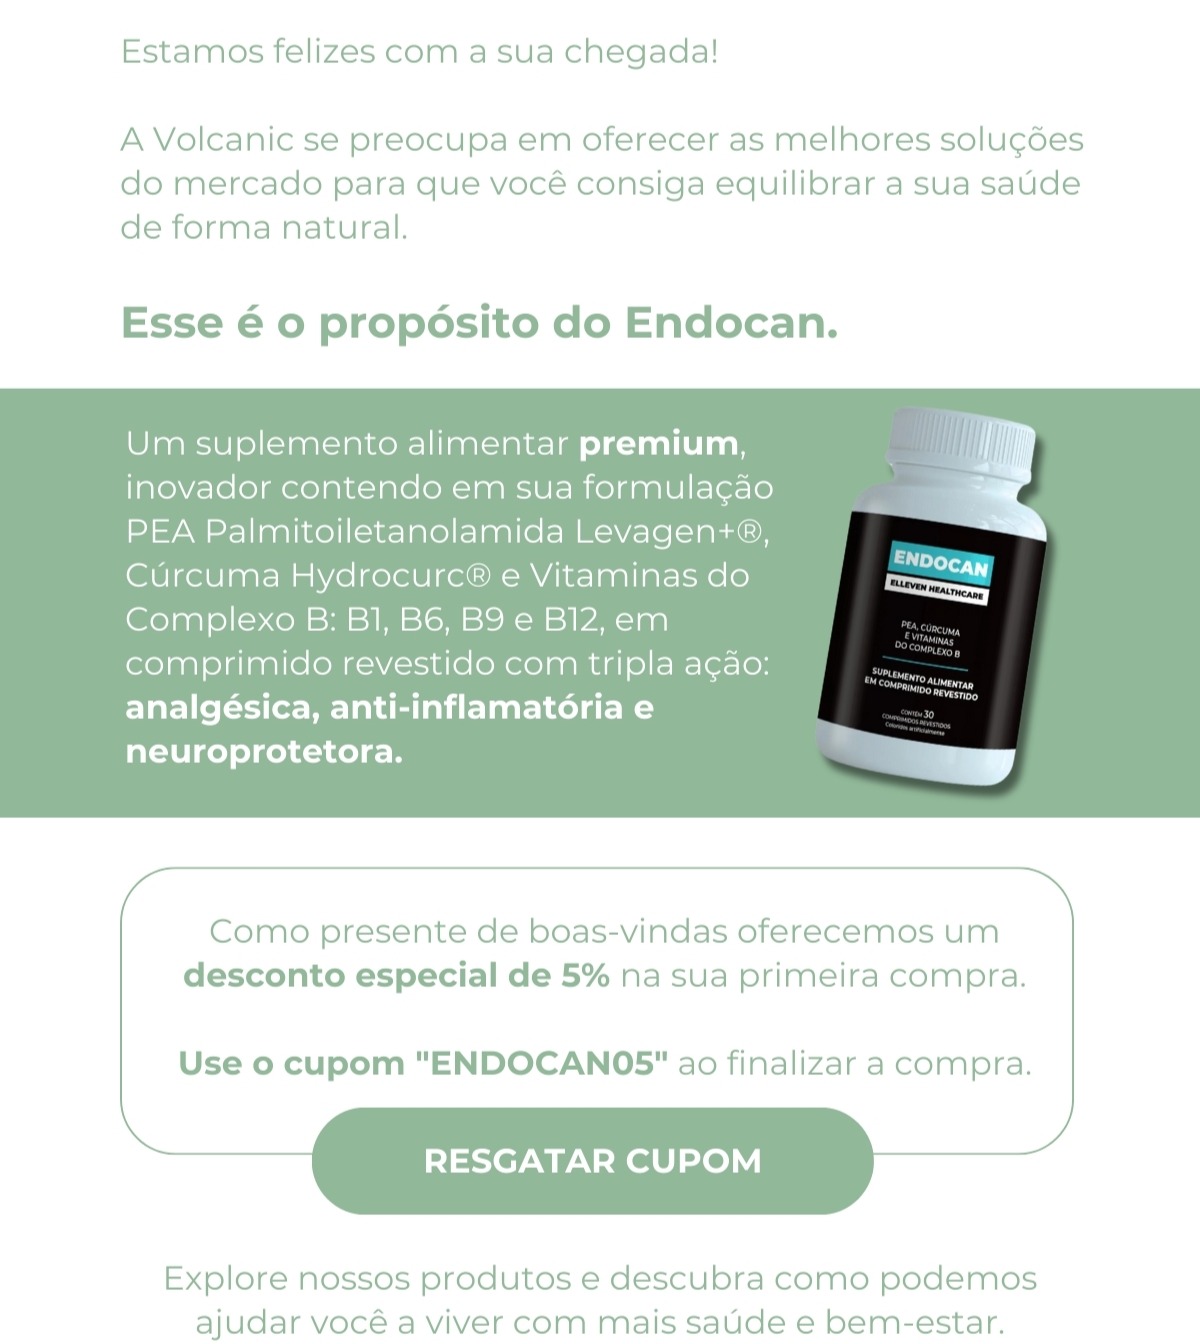 Estamos felizes com a sua chegada!
A Volcanic se preocupa em oferecer as melhores soluções
do mercado para que você consiga equilibrar a sua saúde
de forma natural.
Esse é o propósito do Endocan.
Um suplemento alimentar premium,
inovador contendo em sua formulação
PEA Palmitoiletanolamida Levagen+®,
Cúrcuma Hydrocurc® e Vitaminas do
Complexo B: B1, B6, B9 e B12, em
comprimido revestido com tripla ação:
analgésica, anti-inflamatória e
neuroprotetora.
ENDOCAN
ELLEVEN HEALTHCARE
PEA, CÚRCUMA
E VITAMINAS
DO COMPLEXO B
SUPLEMENTO ALIMENTAR
EM COMPRIMIDO REVESTIDO
CONTÉM 30
COMPRIMIDOS REVESTIDOS
Coloridos artificialmente
Como presente de boas-vindas oferecemos um
desconto especial de 5% na sua primeira compra.
Use o cupom "ENDOCAN05" ao finalizar a compra.
RESGATAR CUPOM
Explore nossos produtos e descubra como podemos
ajudar você a viver com mais saúde e bem-estar.